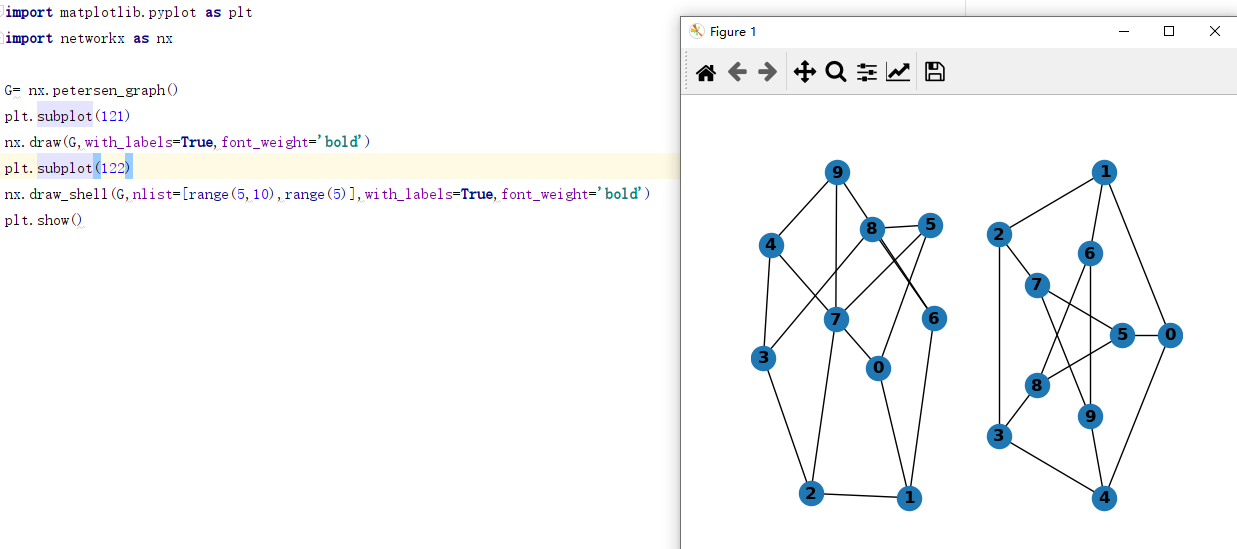 import matplotlib.pyplot as plt
import networkx as nx
G= nx.petersen_graph()
plt.subplot(121)
nx.draw(G,with_labels=True,font_weight='bold')
plt.subplot(122)
nx.draw_shell(G,nlist=[range(5,10),range(5)],with_labels=True,font_weight='bold')
plt.show()
Figure 1
9
8
5
4
7
6
3
0
2
1
1
2
6
7
5
0
8
9
3
4